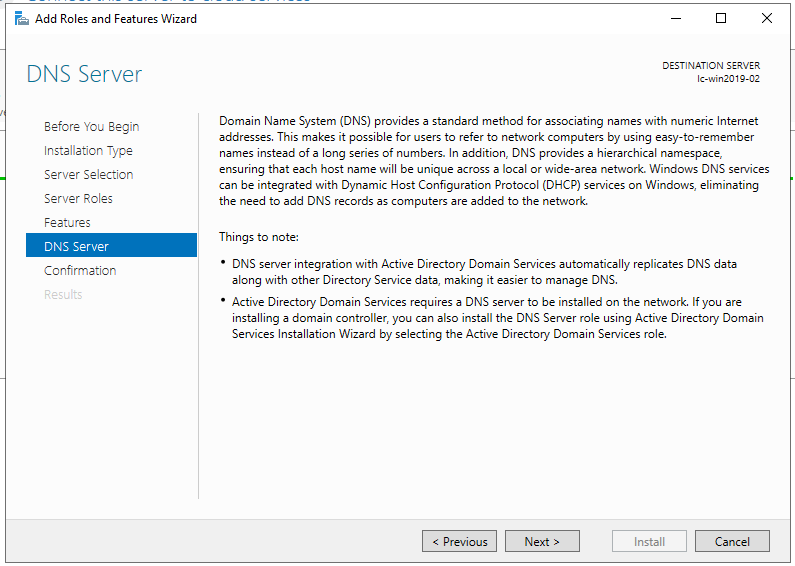 Connect this server to cloud services
Add Roles and Features Wizard
DNS Server
DESTINATION SERVER
lc-win2019-02
Before You Begin
Installation Type
Server Selection
Server Roles
Features
DNS Server
Confirmation
Results
Domain Name System (DNS) provides a standard method for associating names with numeric Internet
addresses. This makes it possible for users to refer to network computers by using easy-to-remember
names instead of a long series of numbers. In addition, DNS provides a hierarchical namespace,
ensuring that each host name will be unique across a local or wide-area network. Windows DNS services
can be integrated with Dynamic Host Configuration Protocol (DHCP) services on Windows, eliminating
the need to add DNS records as computers are added to the network.
Things to note:
• DNS server integration with Active Directory Domain Services automatically replicates DNS data
along with other Directory Service data, making it easier to manage DNS.
• Active Directory Domain Services requires a DNS server to be installed on the network. If you are
installing a domain controller, you can also install the DNS Server role using Active Directory Domain
Services Installation Wizard by selecting the Active Directory Domain Services role.
< Previous
Next >
Install
Cancel